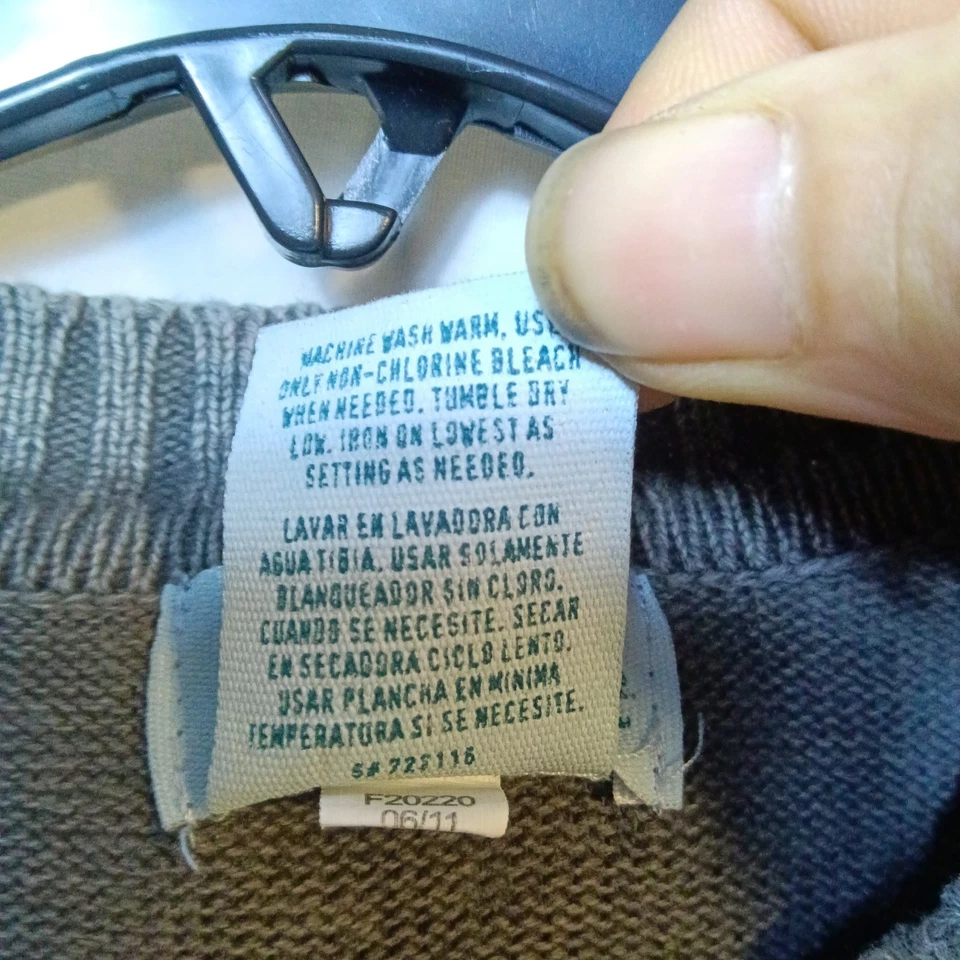 MACHINE WASH WARM. USE
ONLY NON-CHLORINE BLEACH
WHEN NEEDED. TUMBLE DRY
LOW. IRON ON LOWEST AS
SETTING AS NEEDED.
LAVAR EN LAVADORA CON
AGUA TIBIA. USAR SOLAMENTE
BLANQUEADOR SIN CLORO.
CUANDO SE NECESITE. SECAR
EN SECADORA CICLO LENTO.
USAR PLANCHA EN MINIMA
TEMPERATURA SI SE NECESITE.
S# 727116
F20220
06/11